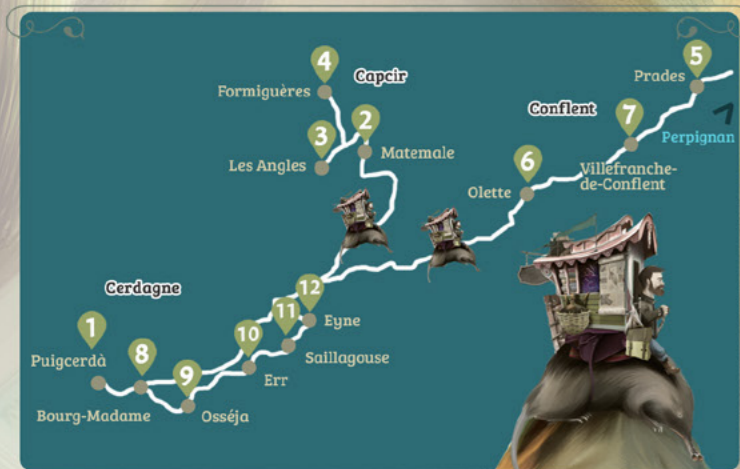 4
Formiguères
Capcir
5
Prades
Perpignan
Conflent
3
Les Angles
2
Matemale
7
Villefranche-
de-Conflent
6
Olette
Cerdagne
12
Eyne
11
Saillagouse
10
Err
1
Puigcerdà
8
Bourg-Madame
9
Osséja